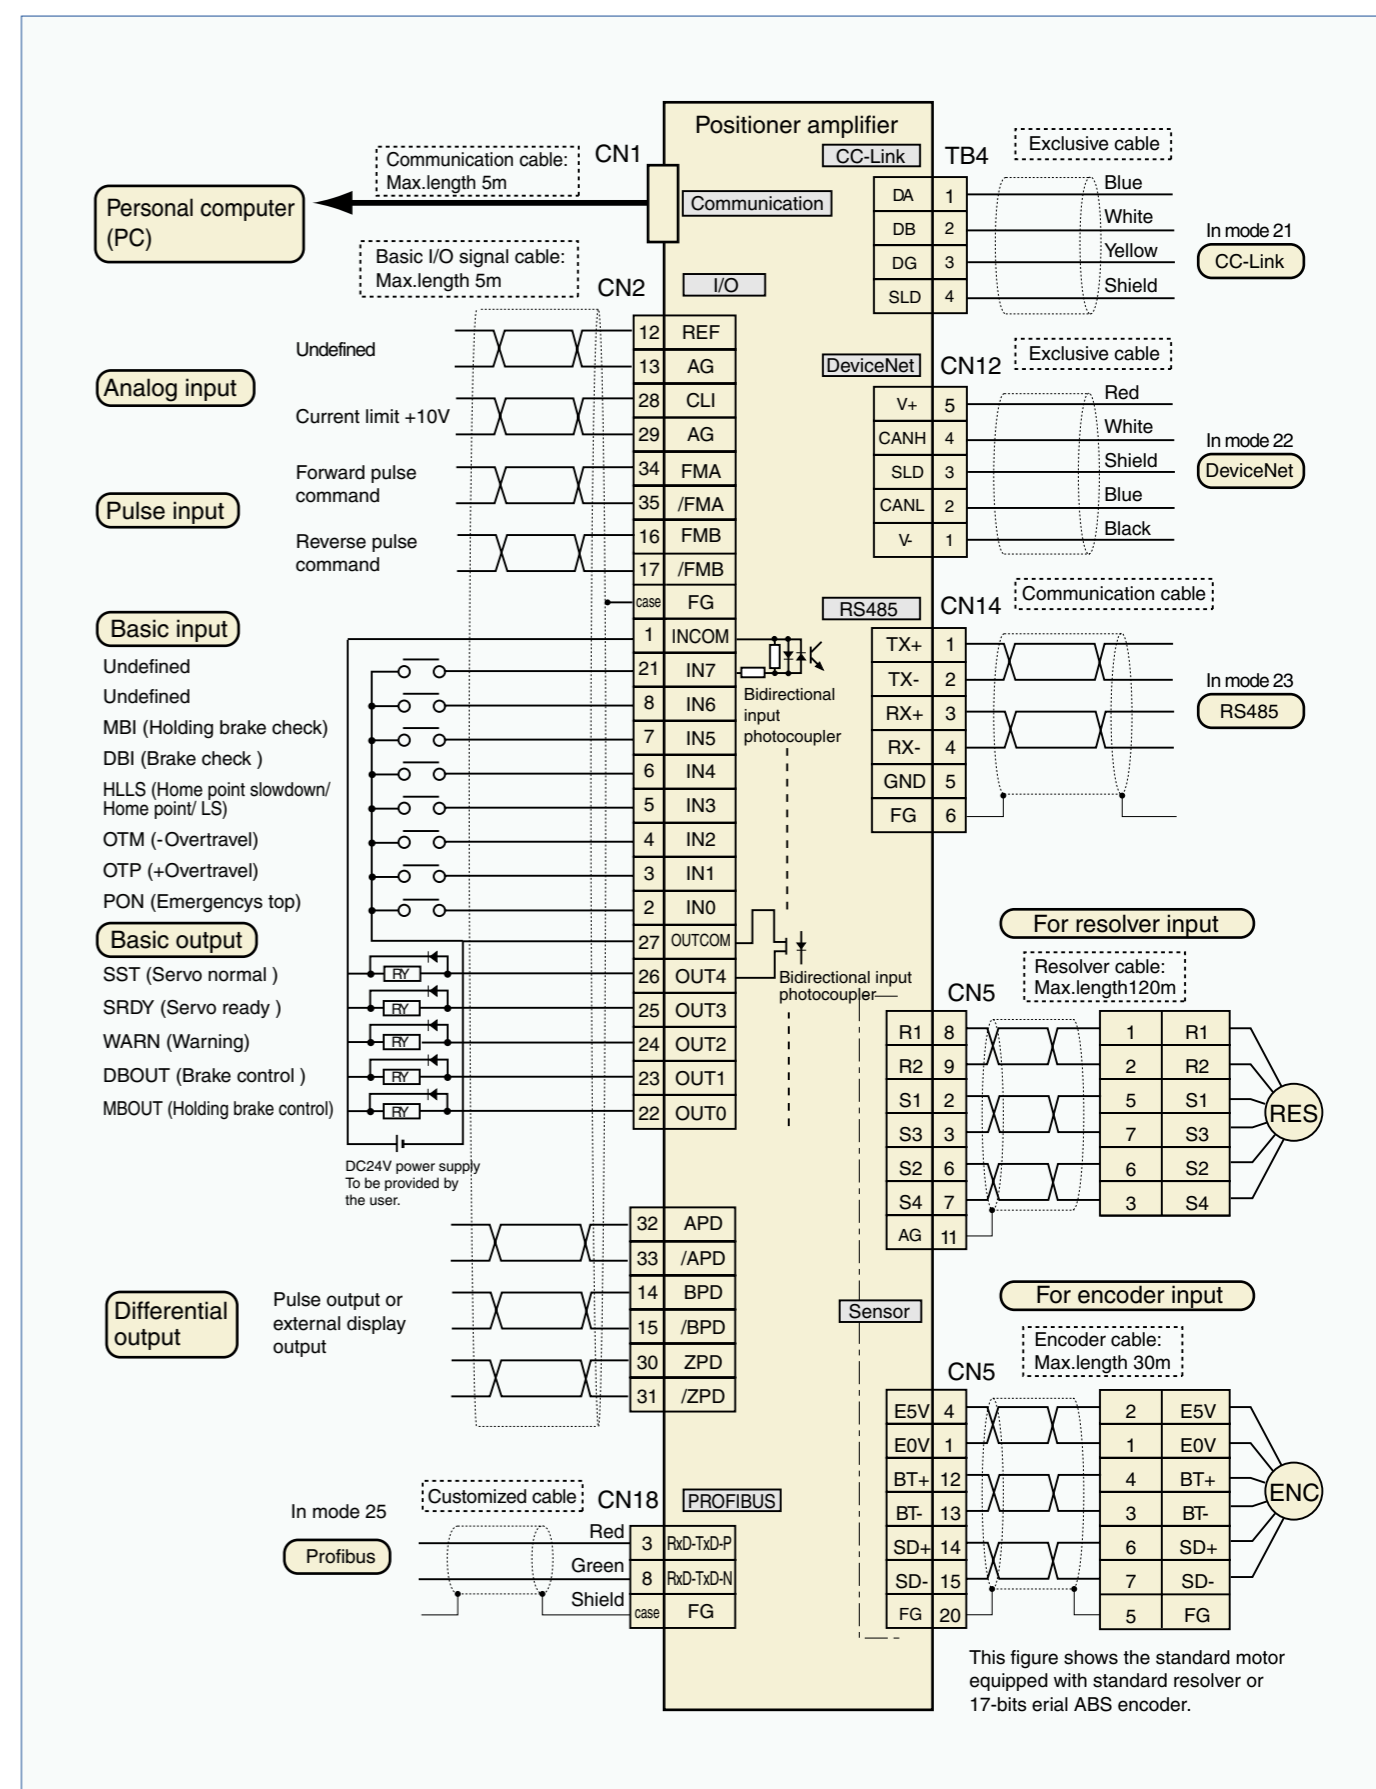 Positioner amplifier
Communication cable:
Max.length 5m
CN1
Communication
Personal computer
(PC)
Basic I/O signal cable:
Max.length 5m
CN2
I/O
Analog input
Undefined
12 REF
13 AG
Current limit +10V
28 CLI
29 AG
Pulse input
Forward pulse
command
34 FMA
35 /FMA
Reverse pulse
command
16 FMB
17 /FMB
case FG
Basic input
1 INCOM
Undefined
21 IN7
Undefined
8 IN6
MBI (Holding brake check)
7 IN5
DBI (Brake check )
6 IN4
HLLS (Home point slowdown/
Home point/ LS)
5 IN3
OTM (-Overtravel)
4 IN2
OTP (+Overtravel)
3 IN1
PON (Emergencys top)
2 IN0
Bidirectional
input
photocoupler
Basic output
27 OUTCOM
SST (Servo normal )
RY
26 OUT4
SRDY (Servo ready )
RY
25 OUT3
WARN (Warning)
RY
24 OUT2
DBOUT (Brake control )
RY
23 OUT1
MBOUT (Holding brake control)
RY
22 OUT0
Bidirectional input
photocoupler
DC24V power supply
To be provided by
the user.
Differential
output
Pulse output or
external display
output
32 APD
33 /APD
14 BPD
15 /BPD
30 ZPD
31 /ZPD
In mode 25
Profibus
Customized cable
CN18
PROFIBUS
Red
3 RxD-TxD-P
Green
8 RxD-TxD-N
Shield
case FG
CC-Link
TB4
Exclusive cable
DA 1 Blue
DB 2 White
DG 3 Yellow
SLD 4 Shield
In mode 21
CC-Link
DeviceNet
CN12
Exclusive cable
V+ 5 Red
CANH 4 White
SLD 3 Shield
CANL 2 Blue
V- 1 Black
In mode 22
DeviceNet
RS485
CN14
Communication cable
TX+ 1
TX- 2
RX+ 3
RX- 4
GND 5
FG 6
In mode 23
RS485
For resolver input
Resolver cable:
Max.length120m
CN5
R1 8 1 R1
R2 9 2 R2
S1 2 5 S1
S3 3 7 S3
S2 6 6 S2
S4 7 3 S4
AG 11
RES
Sensor
For encoder input
Encoder cable:
Max.length 30m
CN5
E5V 4 2 E5V
E0V 1 1 E0V
BT+ 12 4 BT+
BT- 13 3 BT-
SD+ 14 6 SD+
SD- 15 7 SD-
FG 20 5 FG
ENC
This figure shows the standard motor
equipped with standard resolver or
17-bits erial ABS encoder.